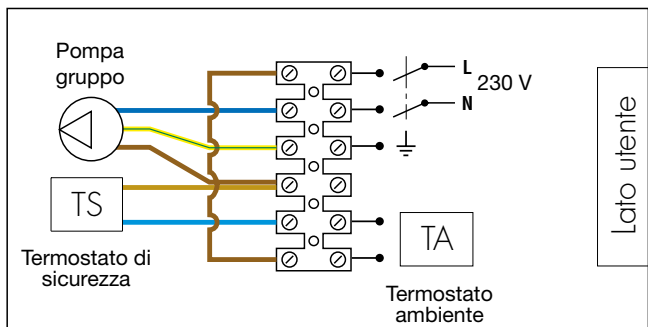 Pompa
gruppo
L
230 V
N
TS
Termostato di
sicurezza
TA
Termostato
ambiente
Lato utente